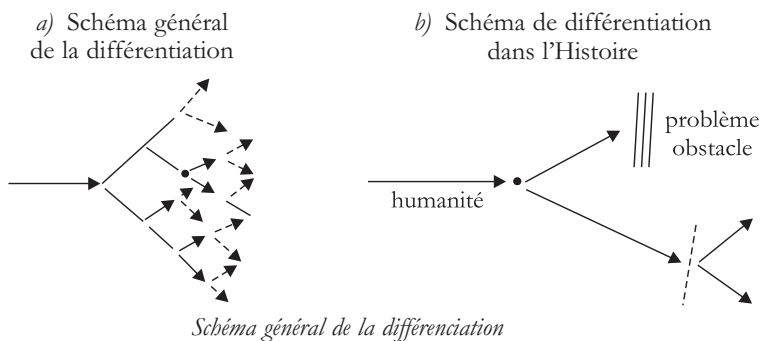 a) Schéma général
de la différentiation
b) Schéma de différentiation
dans l'Histoire
problème
obstacle
humanité
Schéma général de la différenciation